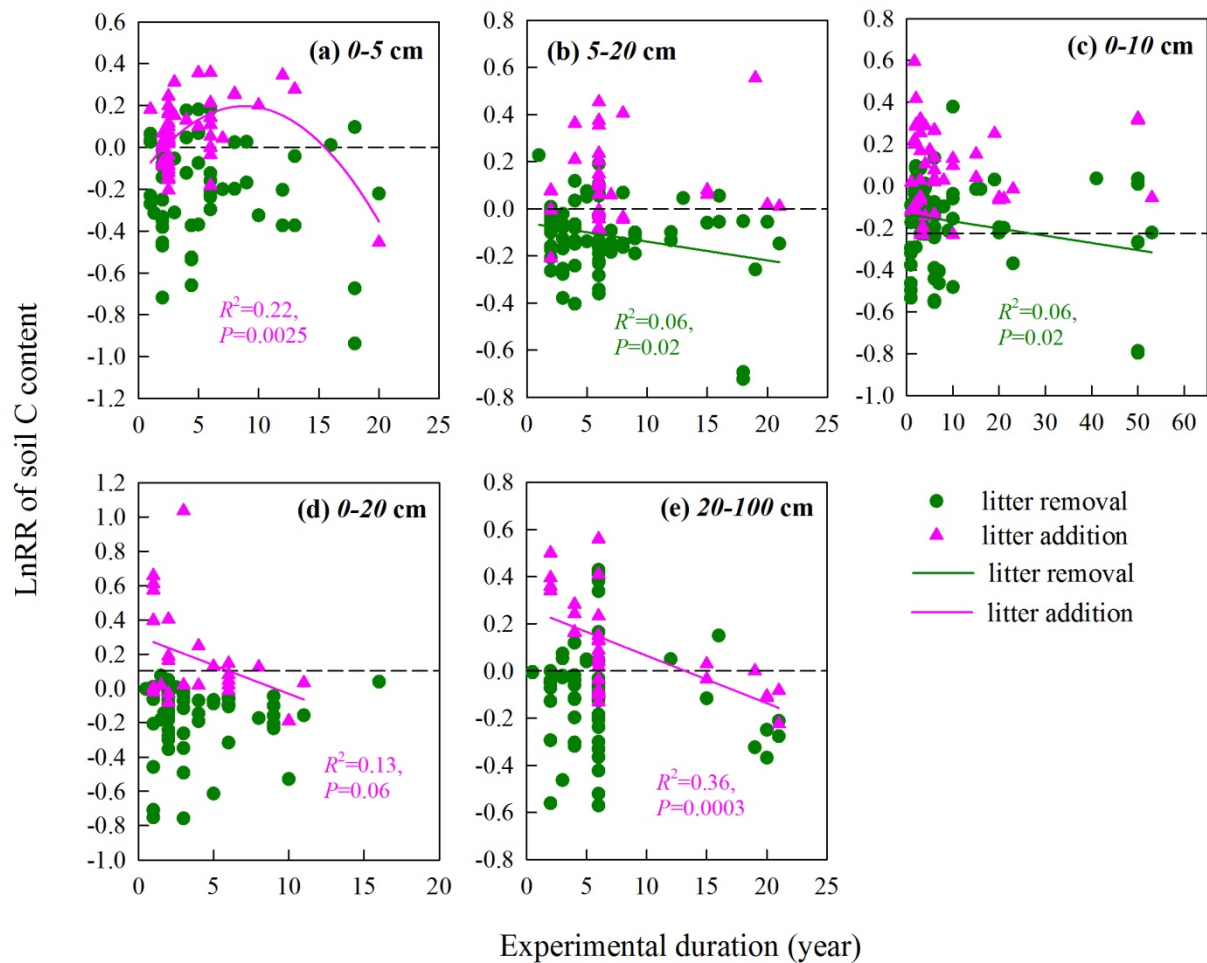 LnRR of soil C content
(a) 0-5 cm
0.6
0.4
0.2
0.0
-0.2
-0.4
-0.6
-0.8
-1.0
-1.2
R²=0.22,
P=0.0025
0 5 10 15 20 25
(b) 5-20 cm
0.8
0.6
0.4
0.2
0.0
-0.2
-0.4
-0.6
-0.8
R²=0.06,
P=0.02
0 5 10 15 20 25
(c) 0-10 cm
0.8
0.6
0.4
0.2
0.0
-0.2
-0.4
-0.6
-0.8
-1.0
R²=0.06,
P=0.02
0 10 20 30 40 50 60
(d) 0-20 cm
1.2
1.0
0.8
0.6
0.4
0.2
0.0
-0.2
-0.4
-0.6
-0.8
-1.0
R²=0.13,
P=0.06
0 5 10 15 20
(e) 20-100 cm
0.8
0.6
0.4
0.2
0.0
-0.2
-0.4
-0.6
-0.8
R²=0.36,
P=0.0003
0 5 10 15 20 25
litter removal
litter addition
litter removal
litter addition
Experimental duration (year)